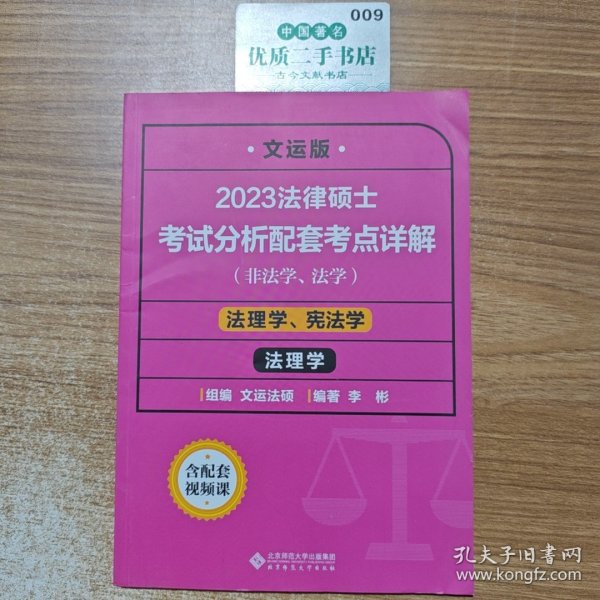 009
中国著名
优质二手书店
古今文献书店
·文运版·
2023法律硕士
考试分析配套考点详解
(非法学、法学)
法理学、宪法学
法理学
组编 文运法硕 编著 李 彬
含配套
视频课
北京师范大学出版集团
北京师范大学出版社
孔夫子旧书网
www.kongfz.com